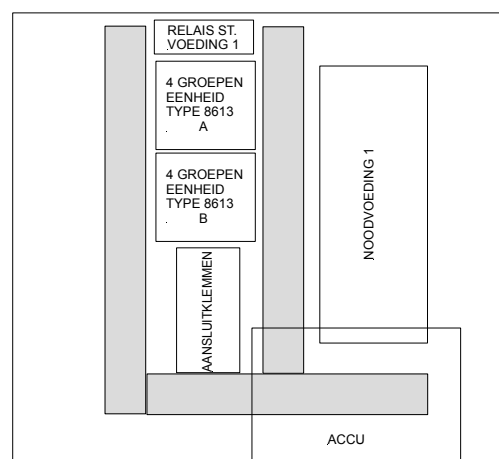 RELAIS ST.
VOEDING 1
4 GROEPEN
EENHEID
TYPE 8613
. A
4 GROEPEN
EENHEID
TYPE 8613
. B
AANSLUITKLEMMEN
NOODVOEDING 1
ACCU